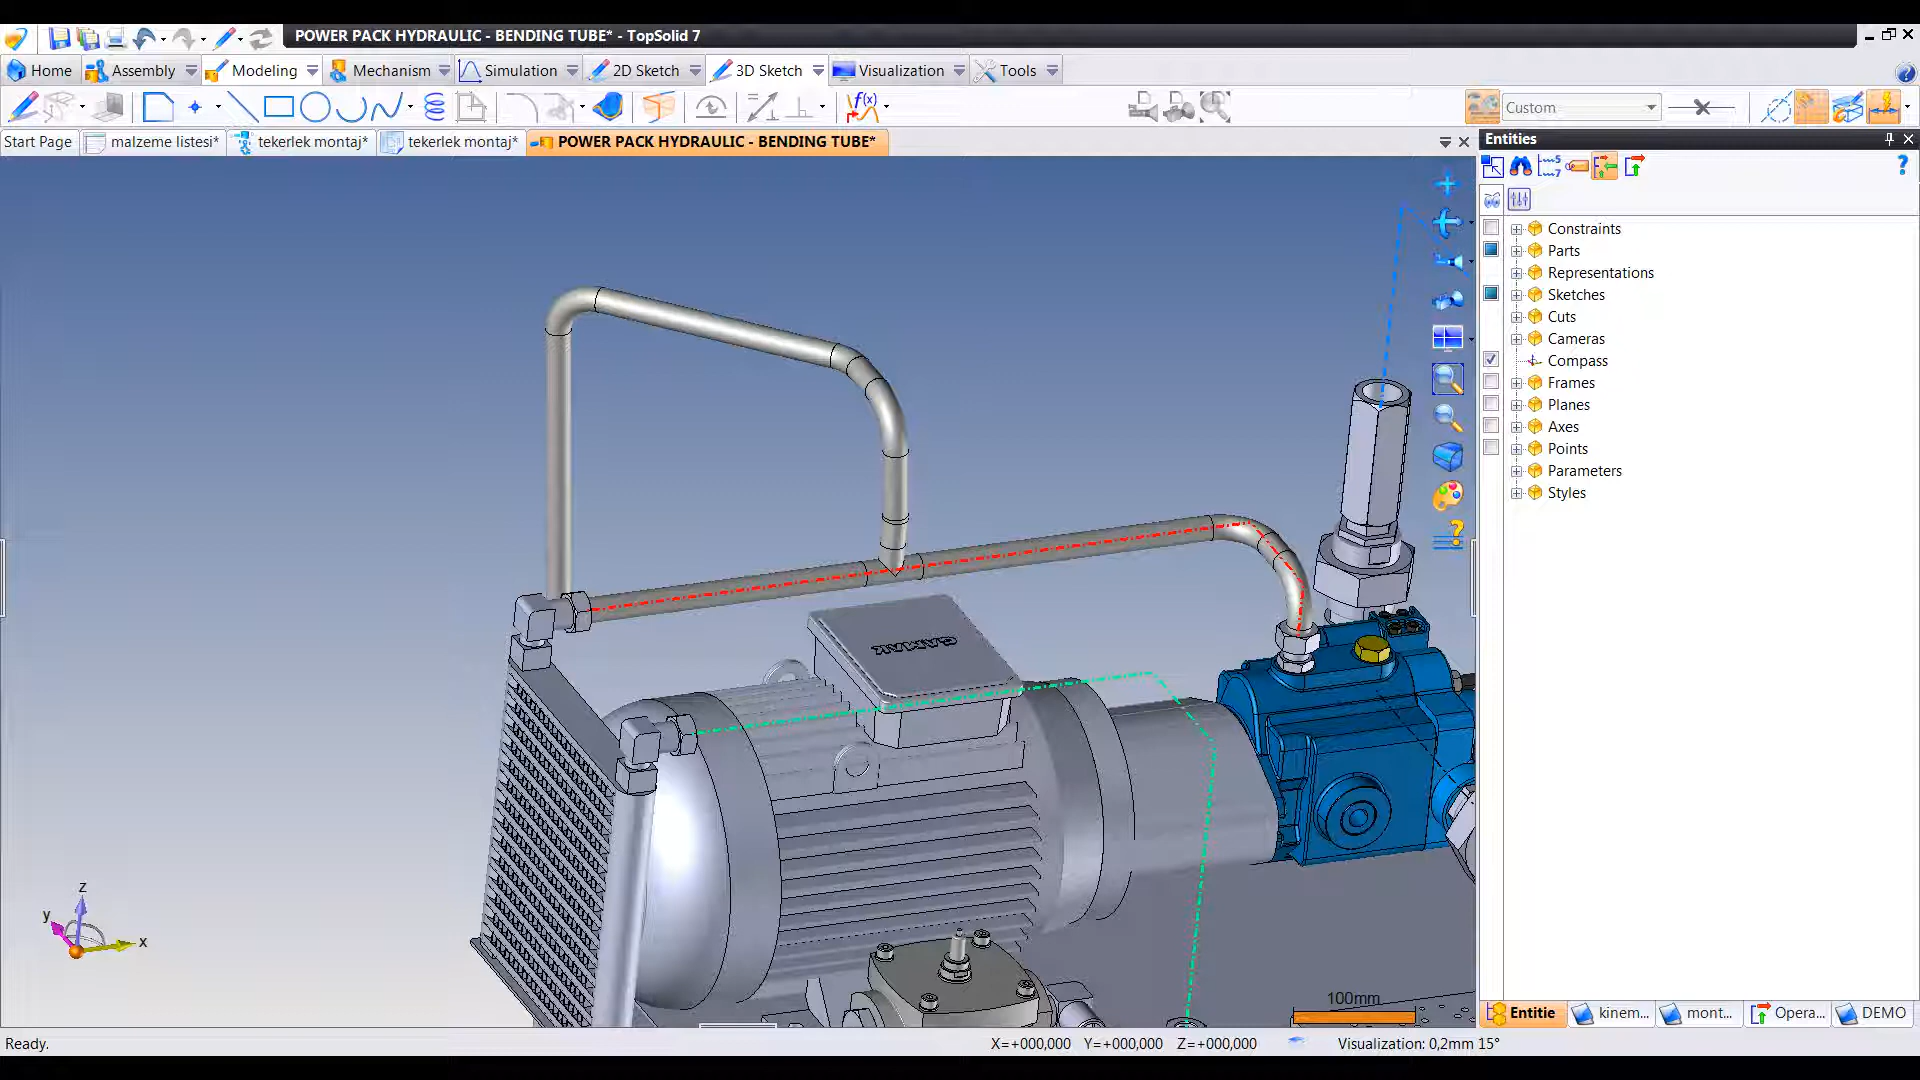 POWER PACK HYDRAULIC - BENDING TUBE* - TopSolid 7
Home Assembly Modeling Mechanism Simulation 2D Sketch 3D Sketch Visualization Tools
f(x) Custom
Start Page malzeme listesi* tekerlek montaj* tekerlek montaj* POWER PACK HYDRAULIC - BENDING TUBE*
Entities
Constraints
Parts
Representations
Sketches
Cuts
Cameras
Compass
Frames
Planes
Axes
Points
Parameters
Styles
GAMAK
z
y
x
100mm
Entitie kinem... mont... Opera... DEMO
Ready. X=+000,000 Y=+000,000 Z=+000,000 Visualization: 0,2mm 15°